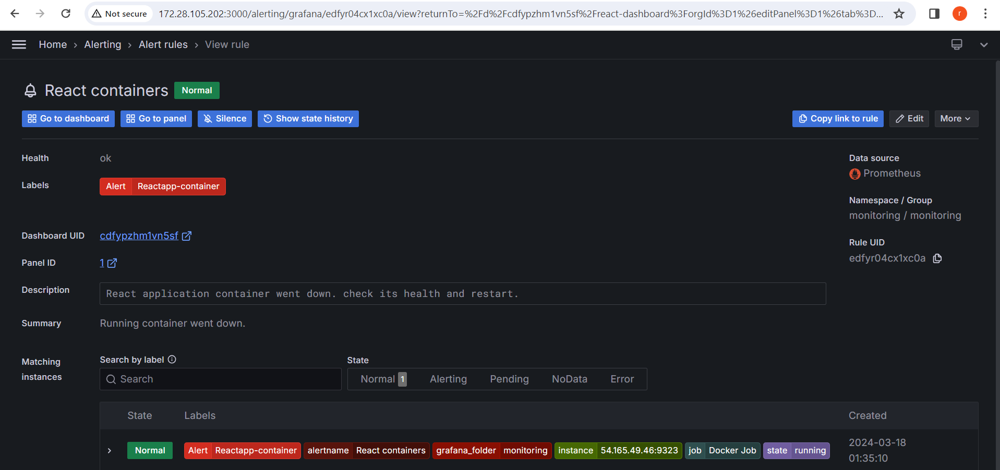 Not secure 172.28.105.202:3000/alerting/grafana/edfyr04cx1xc0a/view?returnTo=%2Fd%2Fcdfypzhm1vn5sf%2Freact-dashboard%3ForgId%3D1%26editPanel%3D1%26tab%3D... r
Home › Alerting › Alert rules › View rule
React containers Normal
Go to dashboard Go to panel Silence Show state history Copy link to rule Edit More
Health ok
Labels Alert Reactapp-container
Dashboard UID cdfypzhm1vn5sf
Panel ID 1
Description React application container went down. check its health and restart.
Summary Running container went down.
Data source
Prometheus
Namespace / Group
monitoring / monitoring
Rule UID
edfyr04cx1xc0a
Matching
instances
Search by label State
Search Normal 1 Alerting Pending NoData Error
State Labels Created
Normal Alert Reactapp-container alertname React containers grafana_folder monitoring instance 54.165.49.46:9323 job Docker Job state running 2024-03-18
01:35:10